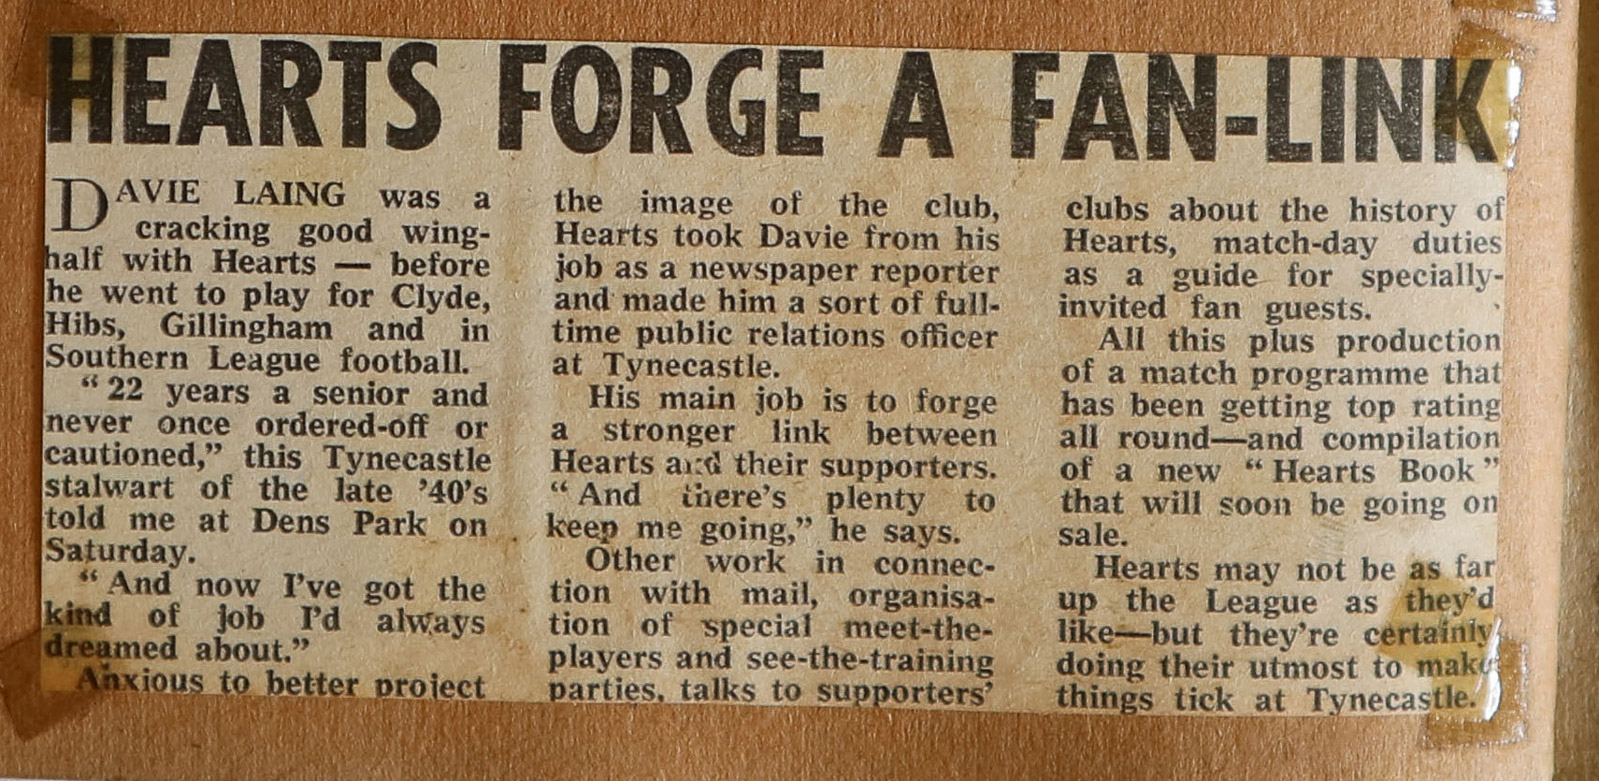 HEARTS FORGE A FAN-LINK
DAVIE LAING was a
cracking good wing-
half with Hearts — before
he went to play for Clyde,
Hibs, Gillingham and in
Southern League football.
“22 years a senior and
never once ordered-off or
cautioned,” this Tynecastle
stalwart of the late ’40’s
told me at Dens Park on
Saturday.
“And now I’ve got the
kind of job I’d always
dreamed about.”
Anxious to better project
the image of the club,
Hearts took Davie from his
job as a newspaper reporter
and made him a sort of full-
time public relations officer
at Tynecastle.
His main job is to forge
a stronger link between
Hearts and their supporters.
“And there’s plenty to
keep me going,” he says.
Other work in connec-
tion with mail, organisa-
tion of special meet-the-
players and see-the-training
parties, talks to supporters’
clubs about the history of
Hearts, match-day duties
as a guide for specially-
invited fan guests.
All this plus production
of a match programme that
has been getting top rating
all round—and compilation
of a new “Hearts Book”
that will soon be going on
sale.
Hearts may not be as far
up the League as they’d
like—but they’re certainly
doing their utmost to make
things tick at Tynecastle.